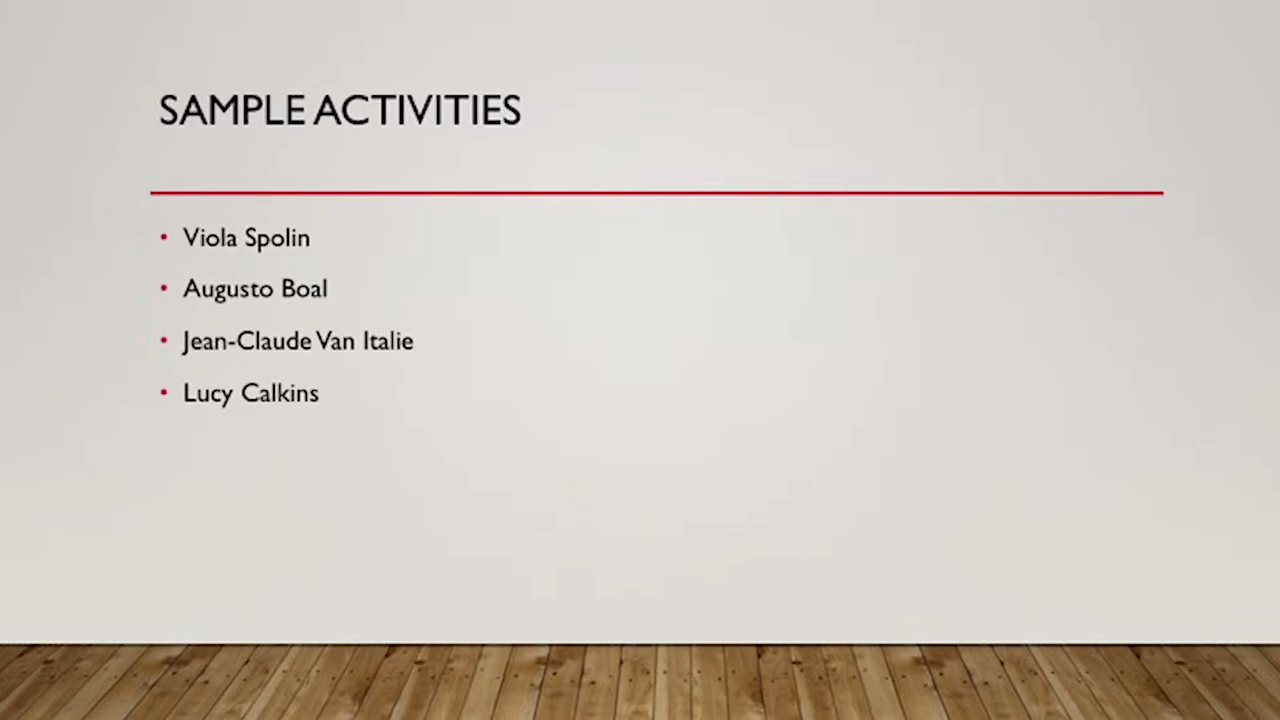 SAMPLE ACTIVITIES
• Viola Spolin
• Augusto Boal
• Jean-Claude Van Italie
• Lucy Calkins